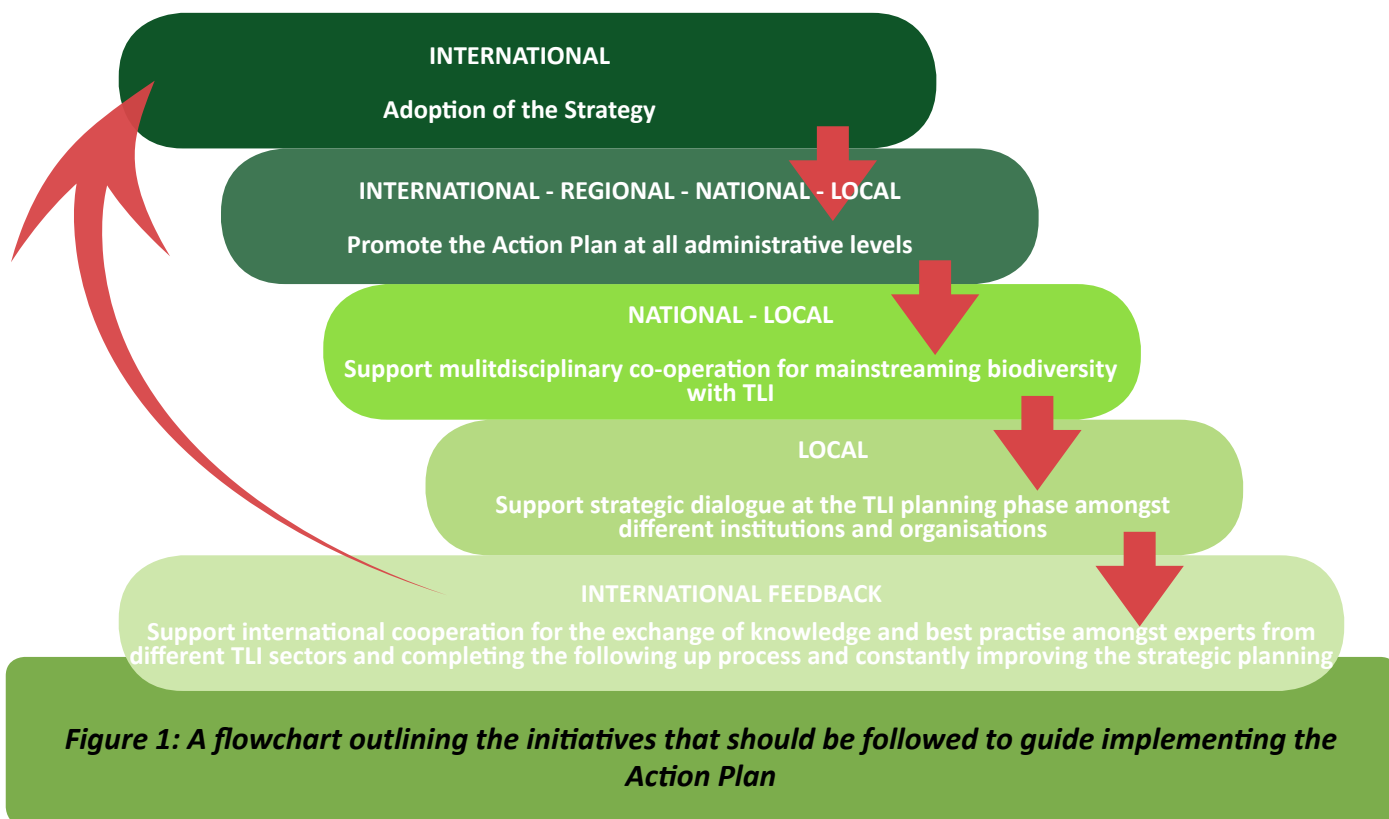 INTERNATIONAL
Adoption of the Strategy
INTERNATIONAL - REGIONAL - NATIONAL - LOCAL
Promote the Action Plan at all administrative levels
NATIONAL - LOCAL
Support mulitdisciplinary co-operation for mainstreaming biodiversity
with TLI
LOCAL
Support strategic dialogue at the TLI planning phase amongst
different institutions and organisations
INTERNATIONAL FEEDBACK
Support international cooperation for the exchange of knowledge and best practise amongst experts from
different TLI sectors and completing the following up process and constantly improving the strategic planning
Figure 1: A flowchart outlining the initiatives that should be followed to guide implementing the
Action Plan